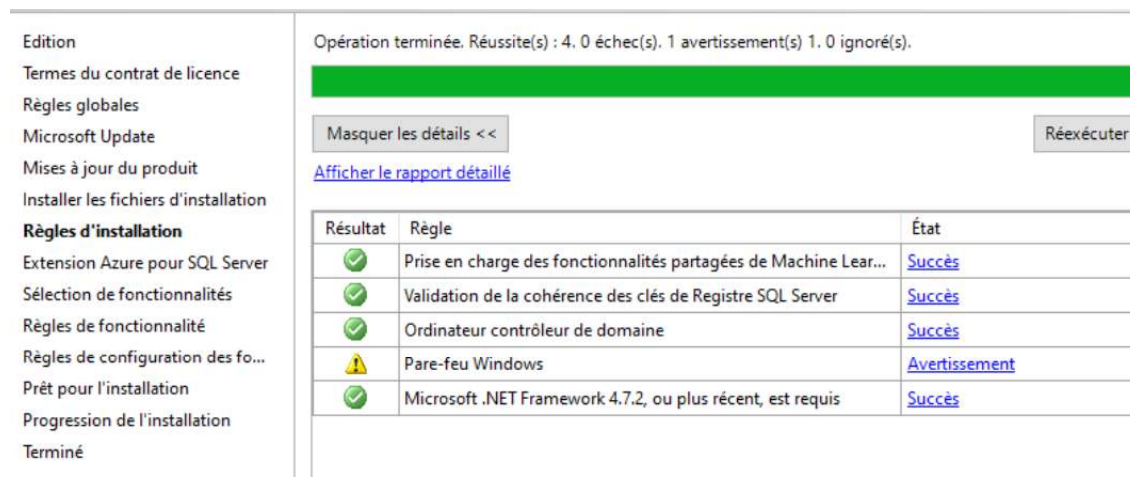 Edition
Termes du contrat de licence
Règles globales
Microsoft Update
Mises à jour du produit
Installer les fichiers d'installation
Règles d'installation
Extension Azure pour SQL Server
Sélection de fonctionnalités
Règles de fonctionnalité
Règles de configuration des fo...
Prêt pour l'installation
Progression de l'installation
Terminé
Opération terminée. Réussite(s) : 4. 0 échec(s). 1 avertissement(s) 1. 0 ignoré(s).
Masquer les détails <<
Réexécuter
Afficher le rapport détaillé
Résultat Règle État
Prise en charge des fonctionnalités partagées de Machine Lear... Succès
Validation de la cohérence des clés de Registre SQL Server Succès
Ordinateur contrôleur de domaine Succès
Pare-feu Windows Avertissement
Microsoft .NET Framework 4.7.2, ou plus récent, est requis Succès